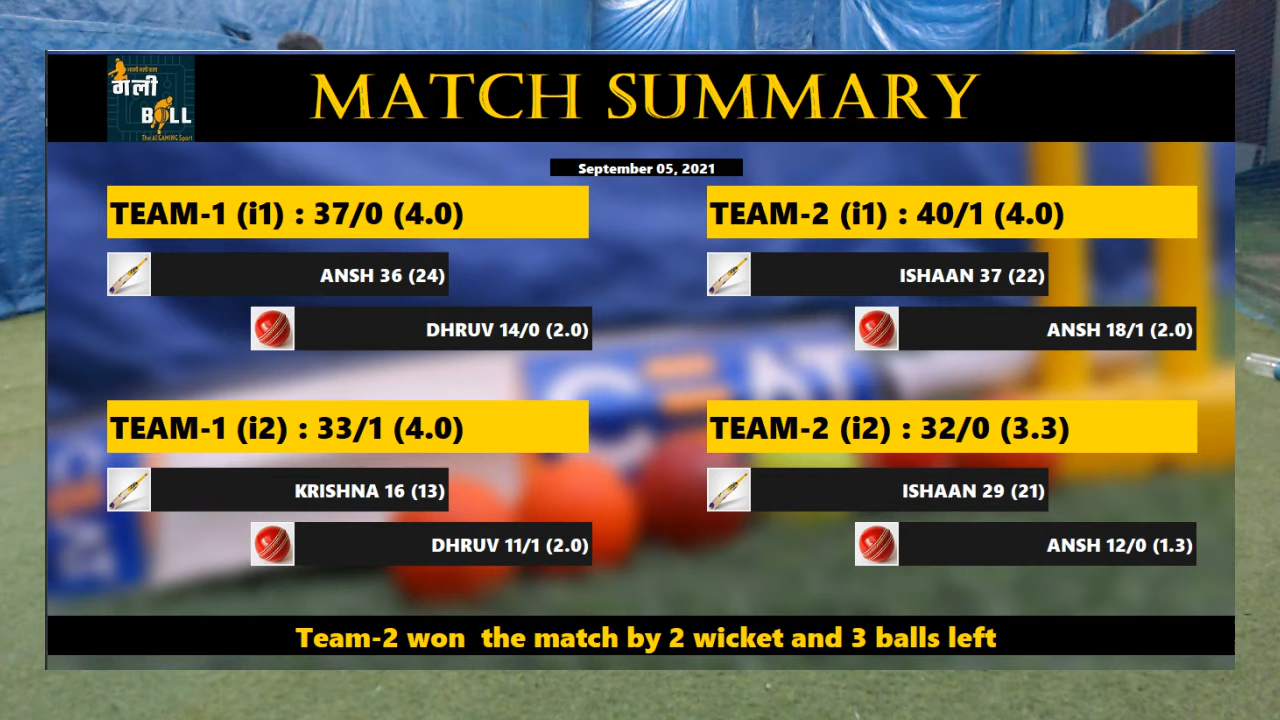 गली
BOLL
The AI GAMING Sport
MATCH SUMMARY
September 05, 2021
TEAM-1 (i1) : 37/0 (4.0)
ANSH 36 (24)
DHRUV 14/0 (2.0)
TEAM-2 (i1) : 40/1 (4.0)
ISHAAN 37 (22)
ANSH 18/1 (2.0)
TEAM-1 (i2) : 33/1 (4.0)
KRISHNA 16 (13)
DHRUV 11/1 (2.0)
TEAM-2 (i2) : 32/0 (3.3)
ISHAAN 29 (21)
ANSH 12/0 (1.3)
Team-2 won the match by 2 wicket and 3 balls left